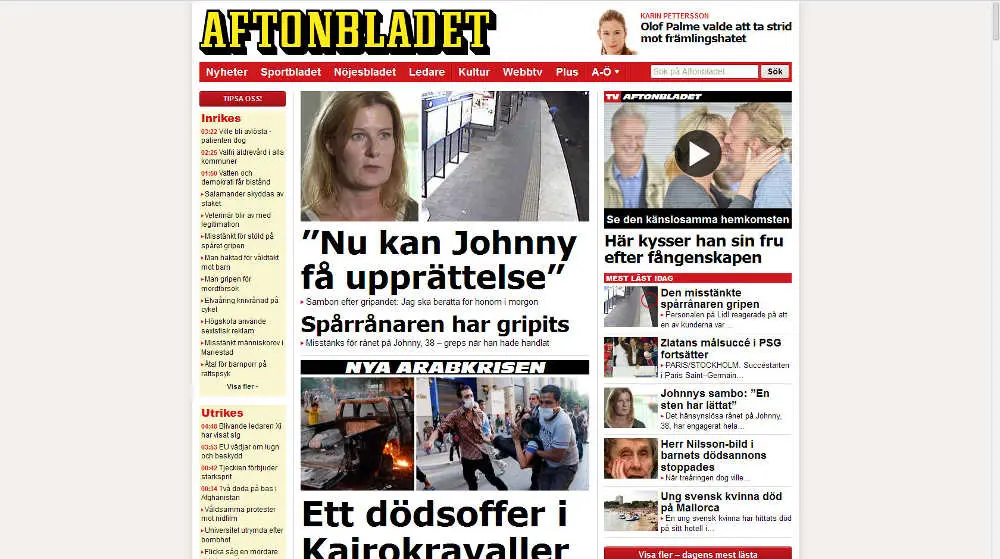 AFTONBLADET
KARIN PETTERSSON
Olof Palme valde att ta strid
mot främlingshatet
Nyheter Sportbladet Nöjesbladet Ledare Kultur Webbtv Plus A-Ö
Sök på Aftonbladet
Sök
TIPSA OSS!
Inrikes
03:22 Ville bli avlösta -
patienten dog
02:25 Valfri äldrevård i alla
kommuner
01:50 Vatten och
demokrati får bistånd
Salamander skyddas av
staket
Veterinär blir av med
legitimation
Misstänkt för stöld på
spåret gripen
Man häktad för våldtäkt
mot barn
Man gripen för
mordförsök
Elvaåring knivrånad på
cykel
Högskola använde
sexistisk reklam
Misstänkt människorov i
Mariestad
Åtal för barnporr på
rättspsyk
Visa fler
Utrikes
04:48 Blivande ledaren Xi
har visat sig
03:53 EU vädjar om lugn
och beskydd
00:42 Tjeckien förbjuder
starksprit
00:34 Två döda på bas i
Afghanistan
Våldsamma protester
mot nidfilm
Universitet utrymda efter
bombhot
Flicka såg en mördare
”Nu kan Johnny
få upprättelse”
Sambon efter gripandet: Jag ska berätta för honom i morgon
Spårrånaren har gripits
Misstänks för rånet på Johnny, 38 – greps när han hade handlat
NYA ARABKRISEN
Ett dödsoffer i
Kairokravaller
TV AFTONBLADET
Se den känslosamma hemkomsten
Här kysser han sin fru
efter fångenskapen
MEST LÄST IDAG
Den misstänkte
spårrånaren gripen
Personalen på Lidl reagerade på att
en av kunderna var ...
Zlatans målsuccé i PSG
fortsätter
PARIS/STOCKHOLM. Succéstarten
i Paris Saint–Germain...
Johnnys sambo: ”En
sten har lättat”
Det hänsynslösa rånet på Johnny,
38, har engagerat hela...
Herr Nilsson-bild i
barnets dödsannons
stoppades
När treåringen dog ville...
Ung svensk kvinna död
på Mallorca
En ung svensk kvinna har hittats död
på sitt hotell i...
Visa fler – dagens mest lästa